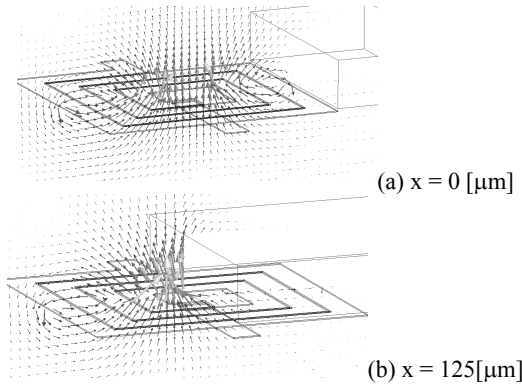 (a) x = 0 [μm]
(b) x = 125[μm]